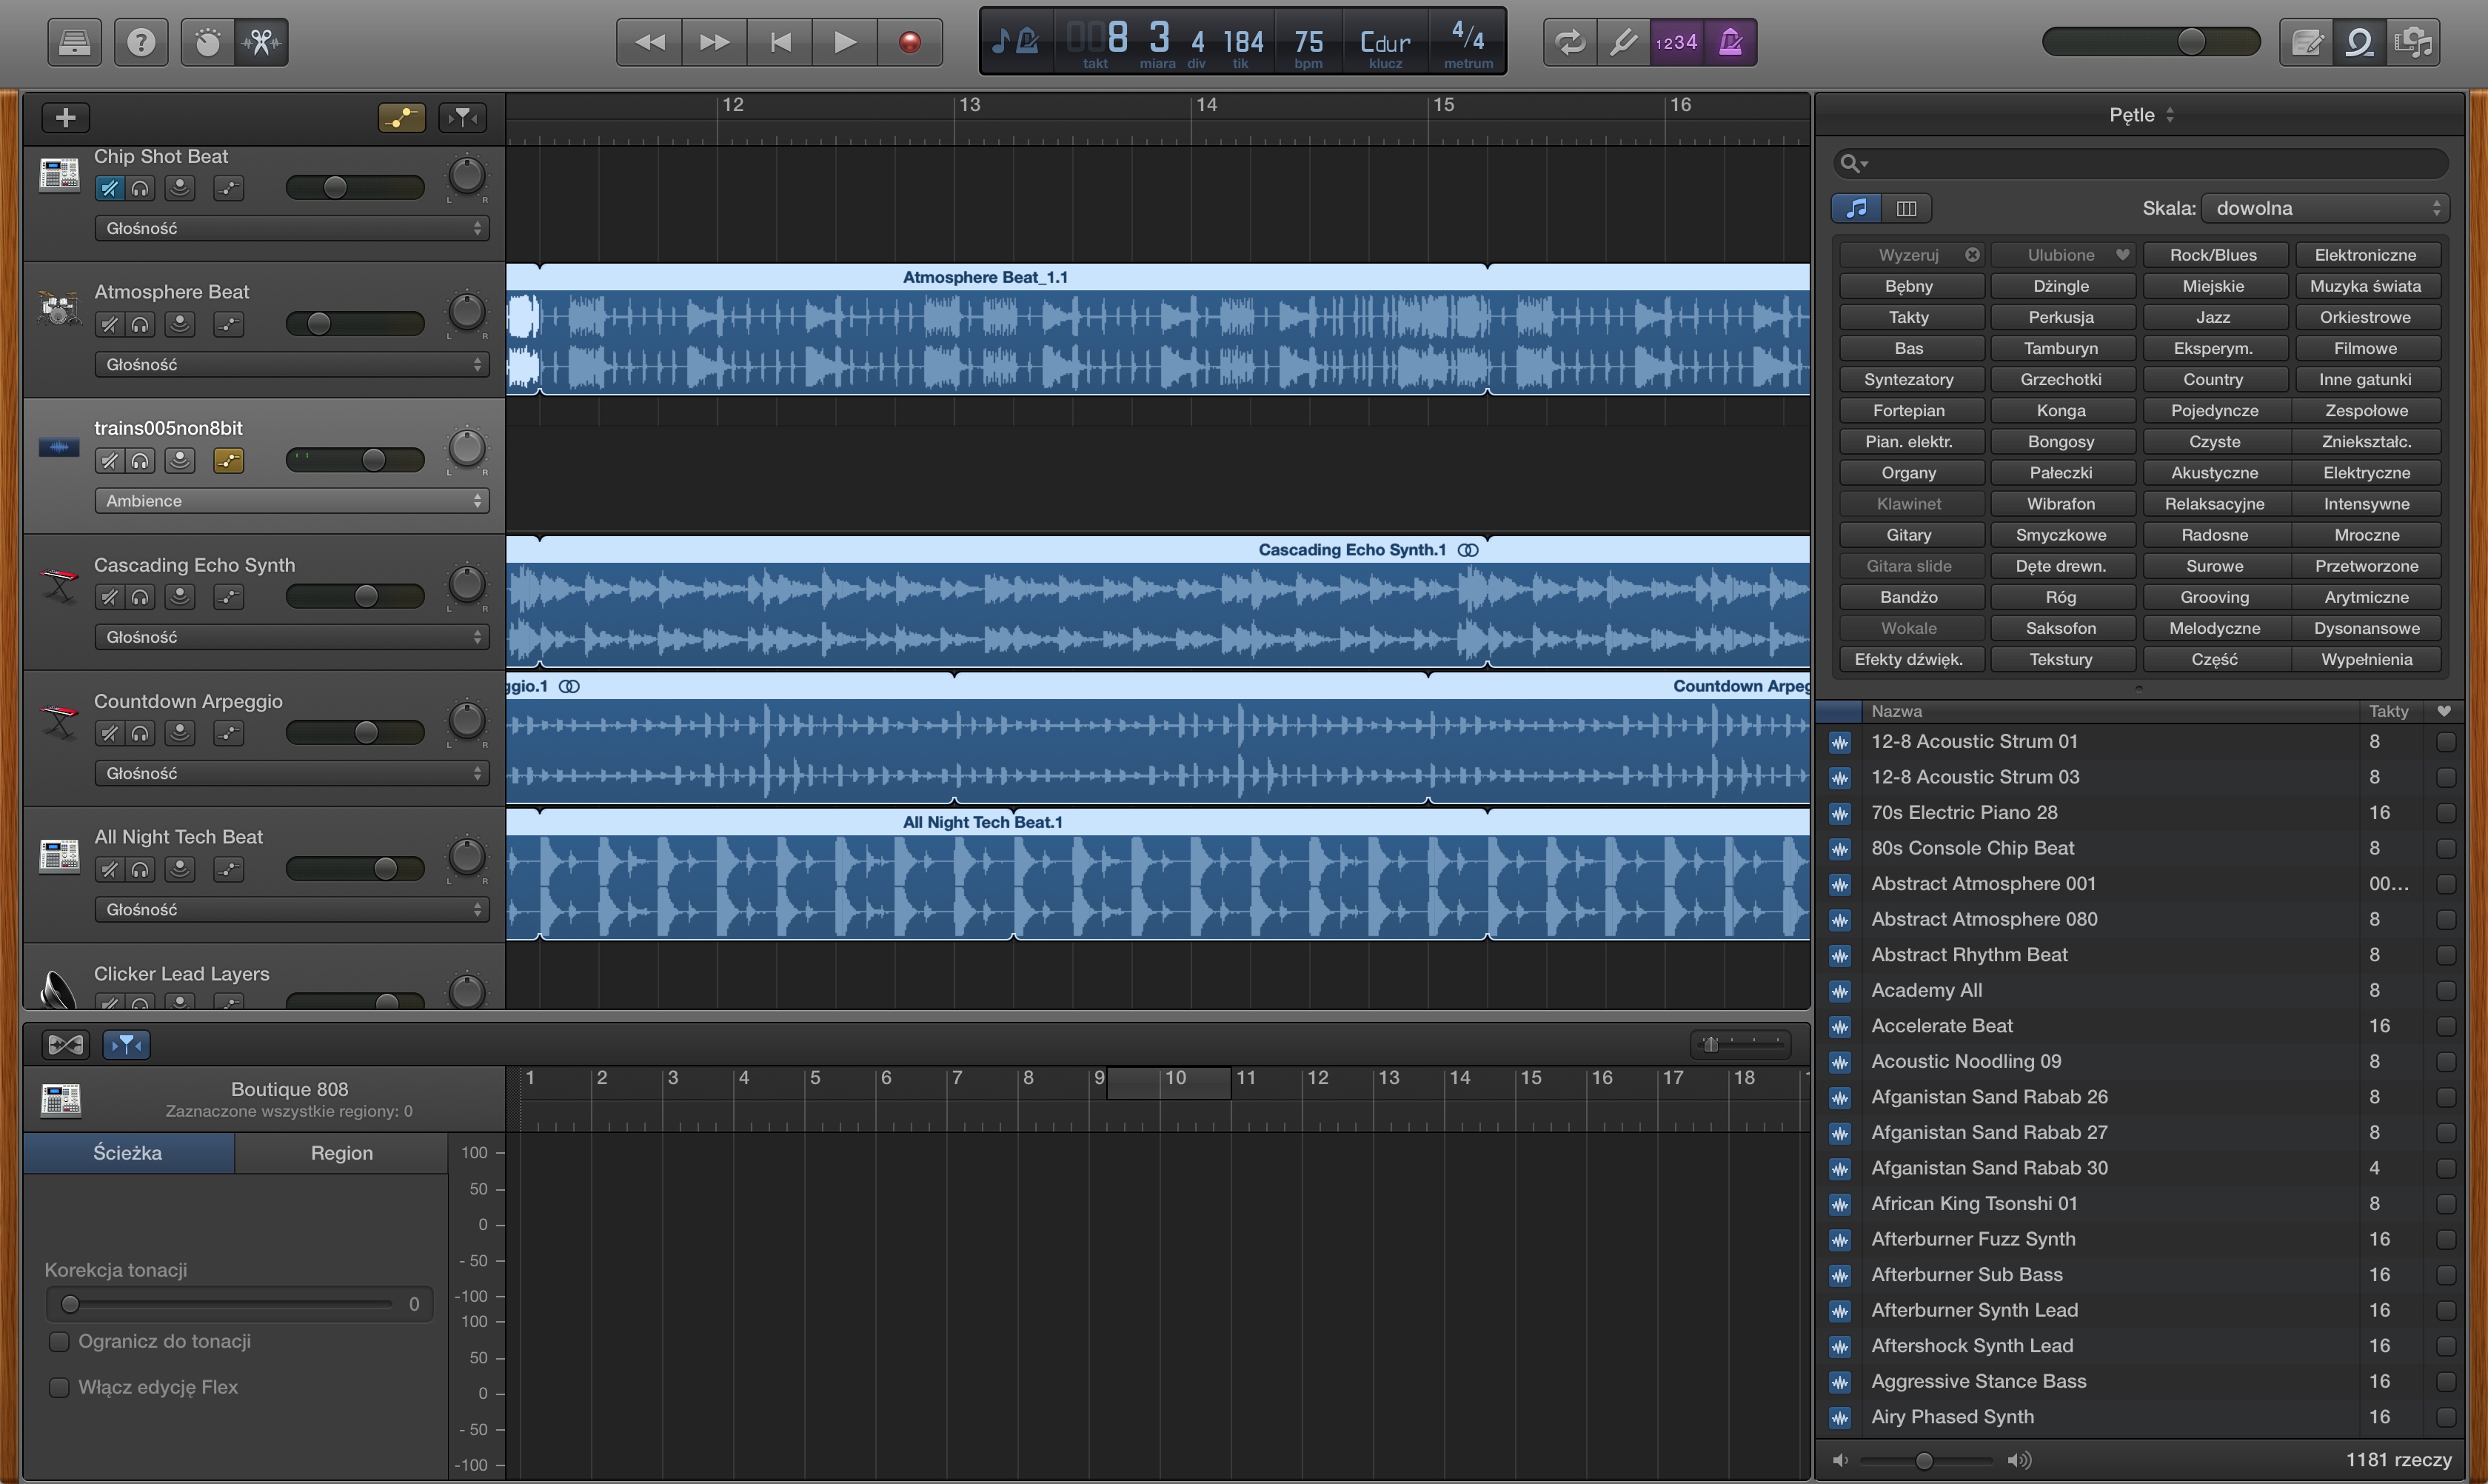 008 3 4 184 75 Cdur 4/4
takt miara div tik bpm klucz metrum
1234
12 13 14 15 16
Chip Shot Beat
L R
Głośność
Atmosphere Beat
L R
Głośność
trains005non8bit
L R
Ambience
Cascading Echo Synth
L R
Głośność
Countdown Arpeggio
L R
Głośność
All Night Tech Beat
L R
Głośność
Clicker Lead Layers
Atmosphere Beat_1.1
Cascading Echo Synth.1
ggio.1
Countdown Arpeg
All Night Tech Beat.1
Pętle
Skala: dowolna
Wyzeruj Ulubione Rock/Blues Elektroniczne
Bębny Dżingle Miejskie Muzyka świata
Takty Perkusja Jazz Orkiestrowe
Bas Tamburyn Eksperym. Filmowe
Syntezatory Grzechotki Country Inne gatunki
Fortepian Konga Pojedyncze Zespołowe
Pian. elektr. Bongosy Czyste Zniekształc.
Organy Pałeczki Akustyczne Elektryczne
Klawinet Wibrafon Relaksacyjne Intensywne
Gitary Smyczkowe Radosne Mroczne
Gitara slide Dęte drewn. Surowe Przetworzone
Bandżo Róg Grooving Arytmiczne
Wokale Saksofon Melodyczne Dysonansowe
Efekty dźwięk. Tekstury Część Wypełnienia
Nazwa Takty
12-8 Acoustic Strum 01 8
12-8 Acoustic Strum 03 8
70s Electric Piano 28 16
80s Console Chip Beat 8
Abstract Atmosphere 001 00...
Abstract Atmosphere 080 8
Abstract Rhythm Beat 8
Academy All 8
Accelerate Beat 16
Acoustic Noodling 09 8
Afganistan Sand Rabab 26 8
Afganistan Sand Rabab 27 8
Afganistan Sand Rabab 30 4
African King Tsonshi 01 8
Afterburner Fuzz Synth 16
Afterburner Sub Bass 16
Afterburner Synth Lead 16
Aftershock Synth Lead 16
Aggressive Stance Bass 16
Airy Phased Synth 16
1181 rzeczy
Boutique 808
Zaznaczone wszystkie regiony: 0
Ścieżka Region
Korekcja tonacji
0
Ogranicz do tonacji
Włącz edycję Flex
1 2 3 4 5 6 7 8 9 10 11 12 13 14 15 16 17 18
100
50
0
- 50
-100
100
50
0
- 50
-100